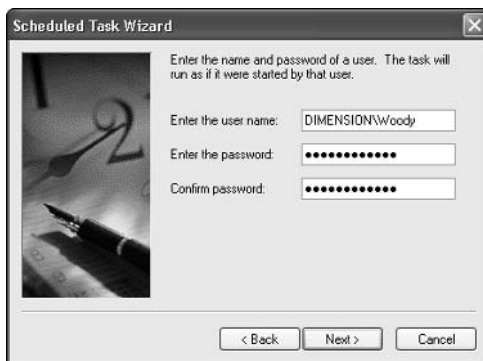 Scheduled Task Wizard
Enter the name and password of a user. The task will
run as if it were started by that user.
Enter the user name: DIMENSION\Woody
Enter the password: ••••••••••••
Confirm password: ••••••••••••
< Back Next > Cancel